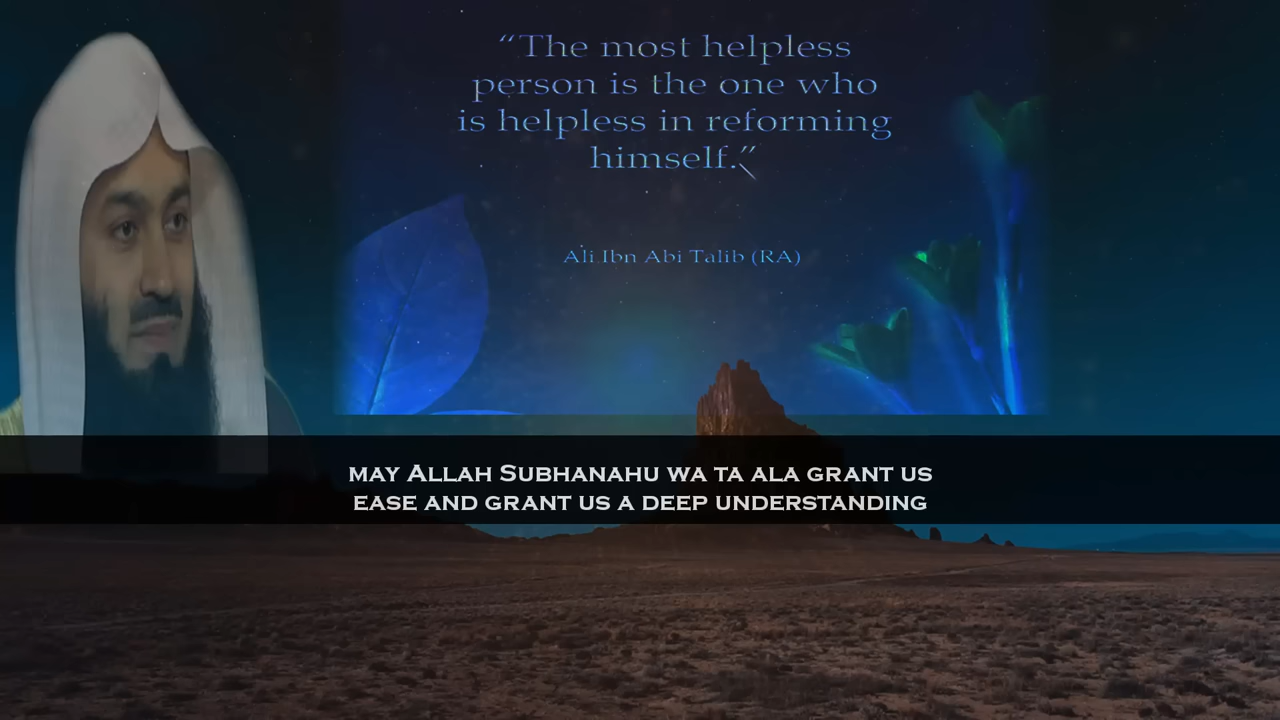 “The most helpless
person is the one who
is helpless in reforming
himself.”
Ali Ibn Abi Talib (RA)
MAY ALLAH SUBHANAHU WA TA ALA GRANT US
EASE AND GRANT US A DEEP UNDERSTANDING